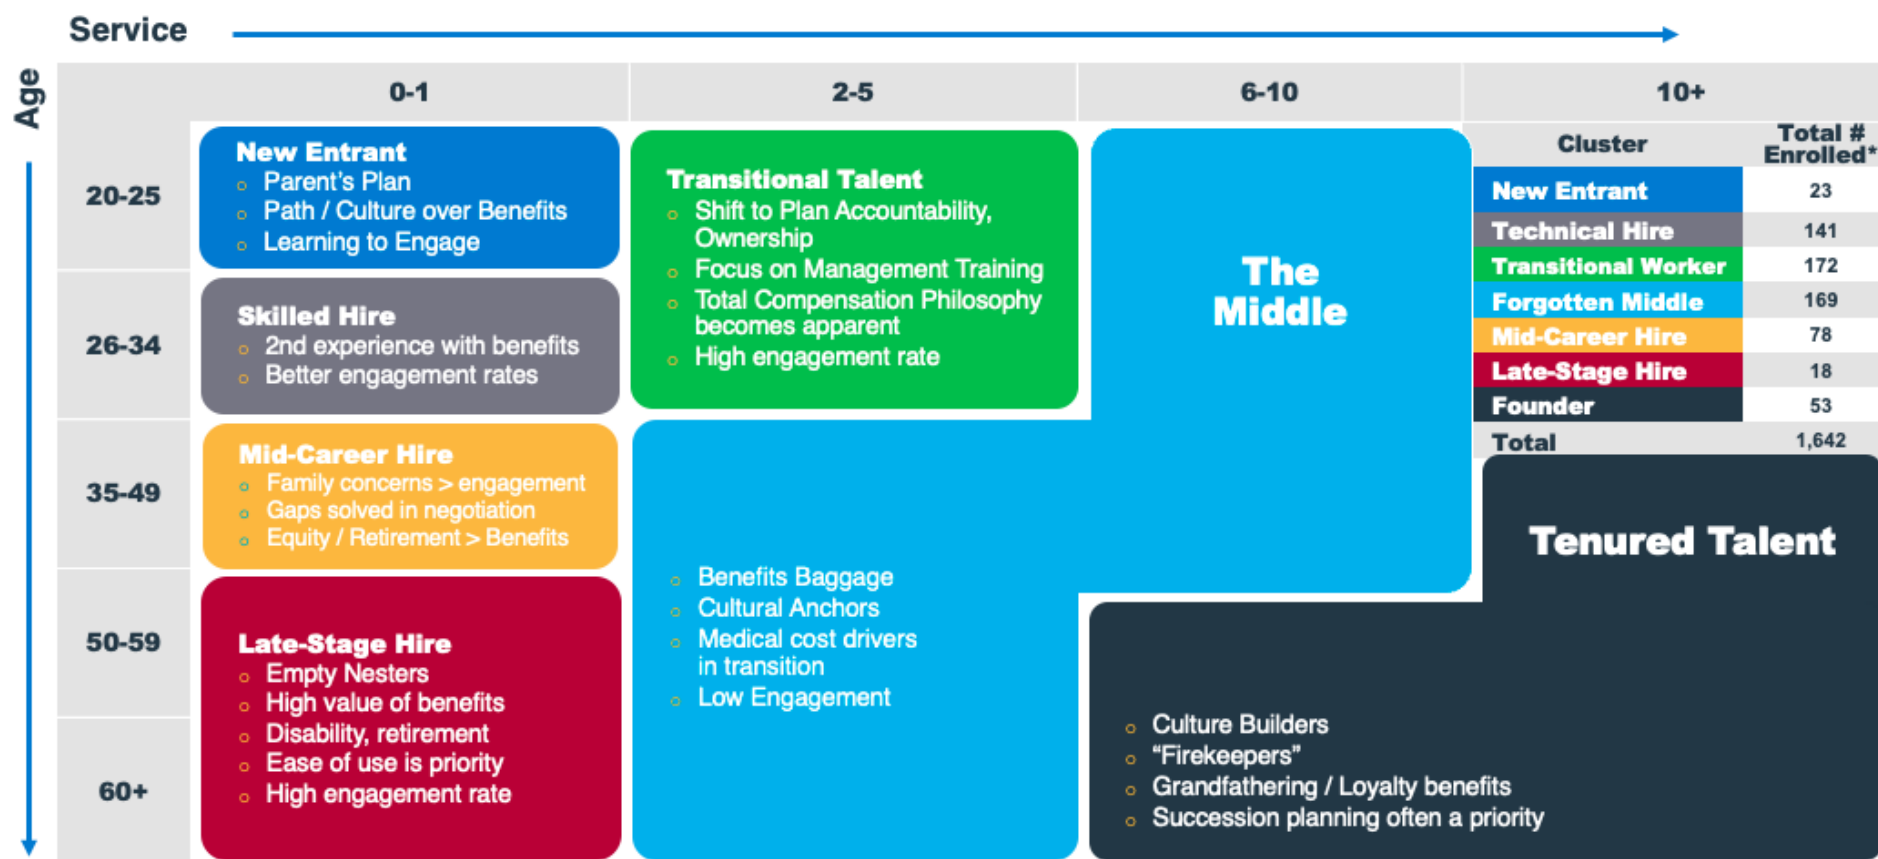 Service
Age
0-1
2-5
6-10
10+
20-25
26-34
35-49
50-59
60+
New Entrant
Parent's Plan
Path / Culture over Benefits
Learning to Engage
Skilled Hire
2nd experience with benefits
Better engagement rates
Mid-Career Hire
Family concerns > engagement
Gaps solved in negotiation
Equity / Retirement > Benefits
Late-Stage Hire
Empty Nesters
High value of benefits
Disability, retirement
Ease of use is priority
High engagement rate
Transitional Talent
Shift to Plan Accountability,
Ownership
Focus on Management Training
Total Compensation Philosophy
becomes apparent
High engagement rate
The
Middle
Benefits Baggage
Cultural Anchors
Medical cost drivers
in transition
Low Engagement
Cluster
Total #
Enrolled*
New Entrant 23
Technical Hire 141
Transitional Worker 172
Forgotten Middle 169
Mid-Career Hire 78
Late-Stage Hire 18
Founder 53
Total 1,642
Tenured Talent
Culture Builders
“Firekeepers”
Grandfathering / Loyalty benefits
Succession planning often a priority